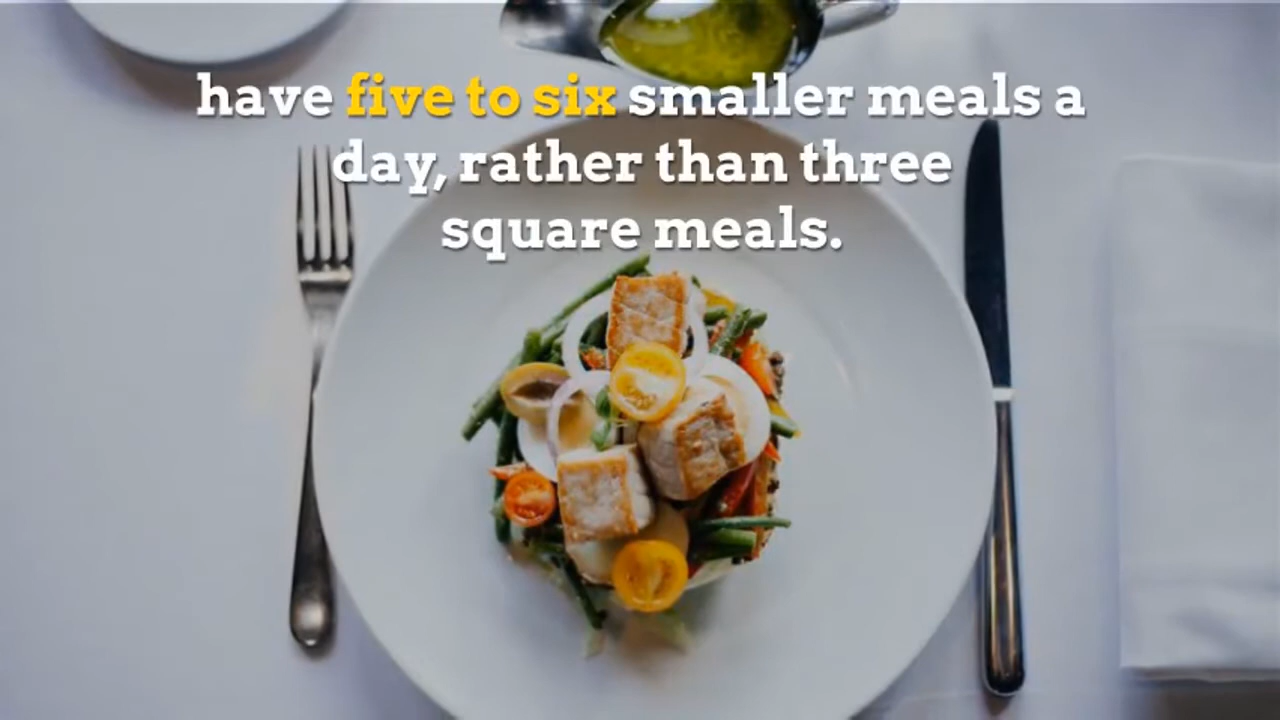 have five to six smaller meals a
day, rather than three
square meals.